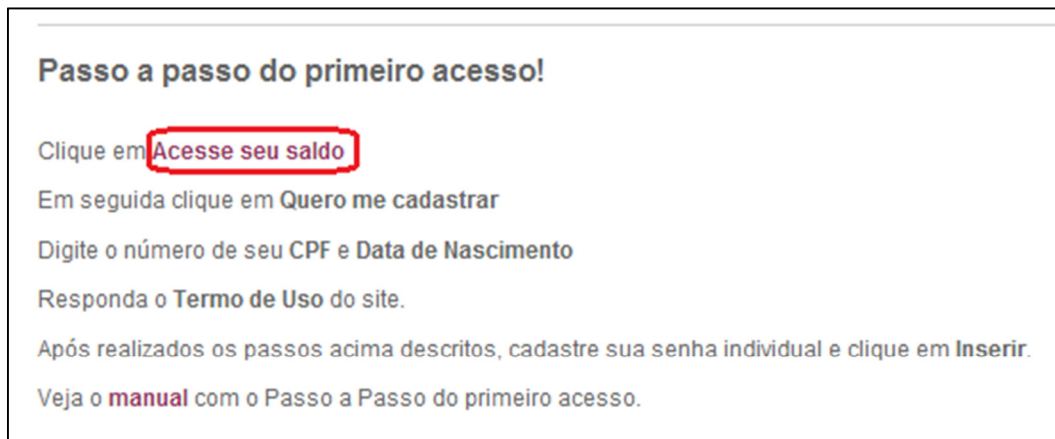 Passo a passo do primeiro acesso!
Clique em Acesse seu saldo
Em seguida clique em Quero me cadastrar
Digite o número de seu CPF e Data de Nascimento
Responda o Termo de Uso do site.
Após realizados os passos acima descritos, cadastre sua senha individual e clique em Inserir.
Veja o manual com o Passo a Passo do primeiro acesso.